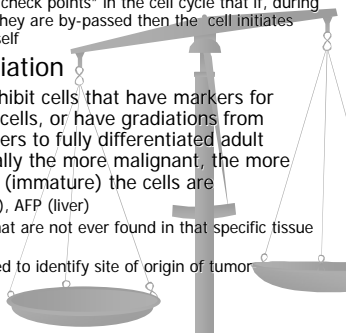 check points" in the cell cycle that if, during
hey are by-passed then the cell initiates
self
iation
hibit cells that have markers for
cells, or have gradiations from
ers to fully differentiated adult
ally the more malignant, the more
(immature) the cells are
), AFP (liver)
hat are not ever found in that specific tissue
ed to identify site of origin of tumor